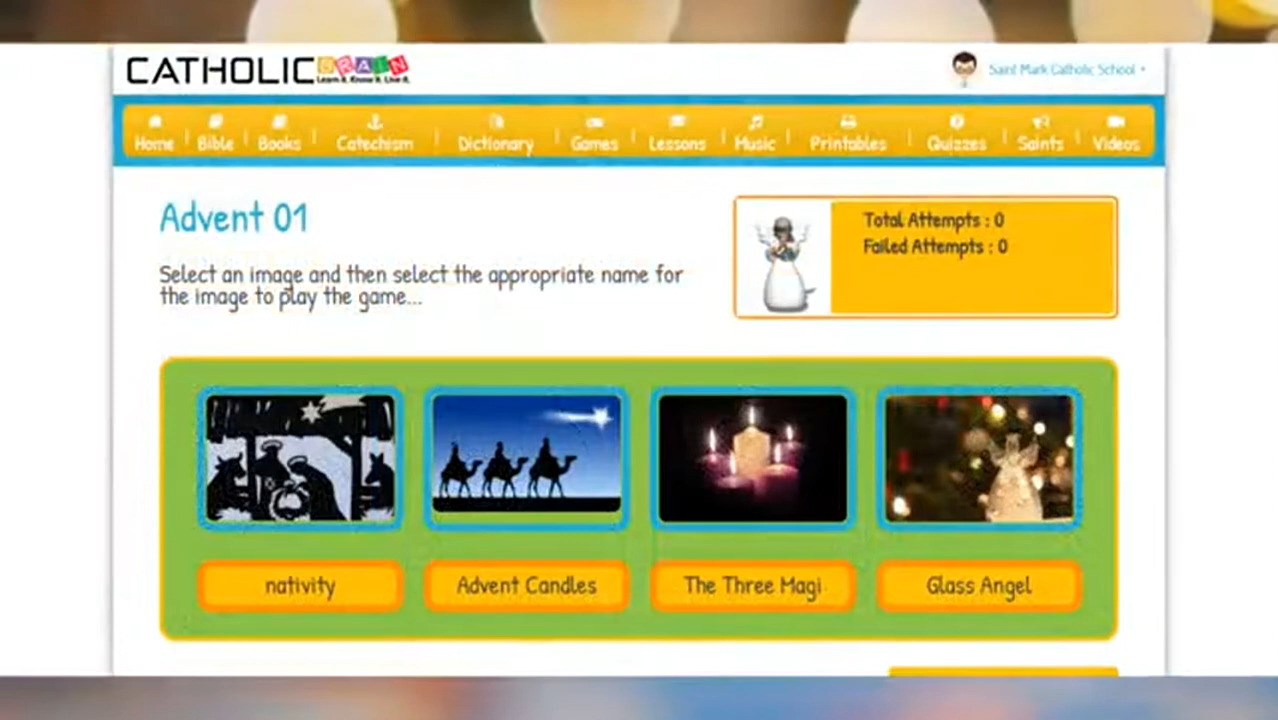 CATHOLIC BRAIN
Learn it. Know it. Live it.
Saint Mark Catholic School
Home Bible Books Catechism Dictionary Games Lessons Music Printables Quizzes Saints Videos
Advent 01
Total Attempts : 0
Failed Attempts : 0
Select an image and then select the appropriate name for
the image to play the game...
nativity Advent Candles The Three Magi Glass Angel